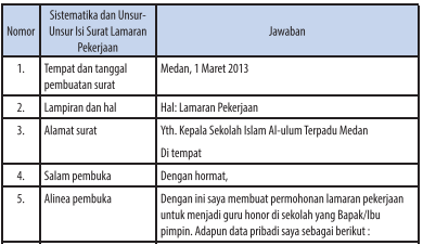 Nomor Sistematika dan Unsur-Unsur Isi Surat Lamaran Pekerjaan Jawaban
1. Tempat dan tanggal pembuatan surat Medan, 1 Maret 2013
2. Lampiran dan hal Hal: Lamaran Pekerjaan
3. Alamat surat Yth. Kepala Sekolah Islam Al-ulum Terpadu Medan
Di tempat
4. Salam pembuka Dengan hormat,
5. Alinea pembuka Dengan ini saya membuat permohonan lamaran pekerjaan
untuk menjadi guru honor di sekolah yang Bapak/Ibu
pimpin. Adapun data pribadi saya sebagai berikut :